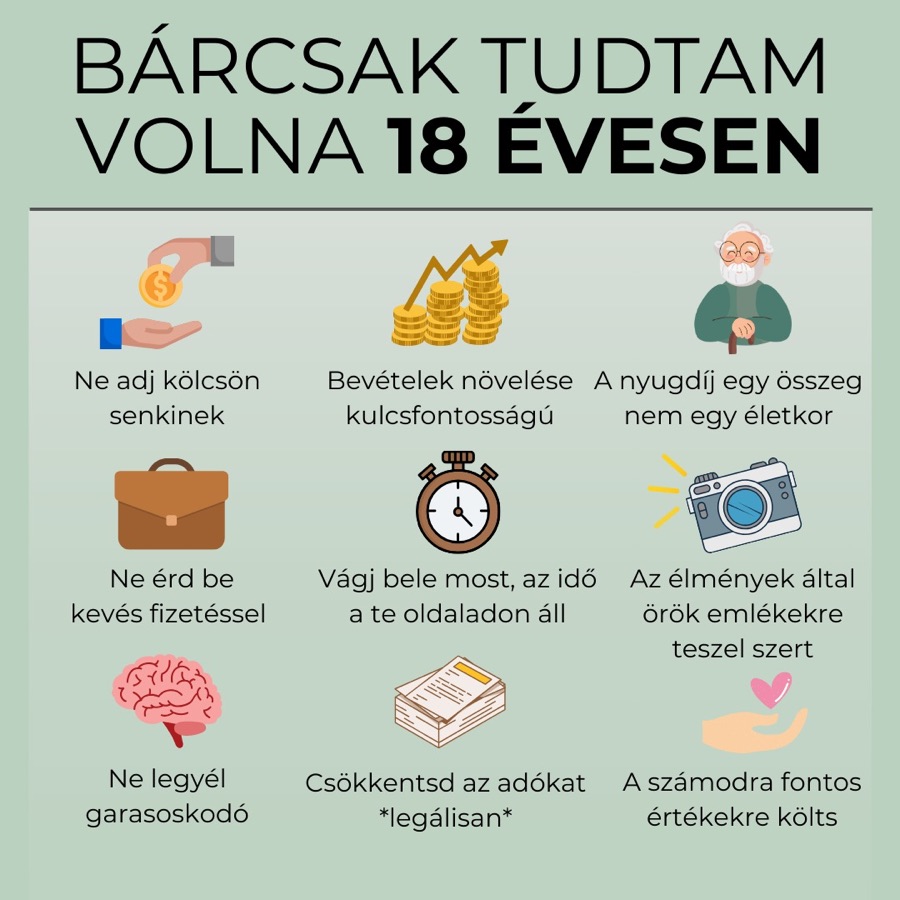 BÁRCSAK TUDTAM
VOLNA 18 ÉVESEN
Ne adj kölcsön
senkinek
Bevételek növelése
kulcsfontosságú
A nyugdíj egy összeg
nem egy életkor
Ne érd be
kevés fizetéssel
Vágj bele most, az idő
a te oldaladon áll
Az élmények által
örök emlékekre
teszel szert
Ne legyél
garasoskodó
Csökkentsd az adókat
*legálisan*
A számodra fontos
értékekre költs